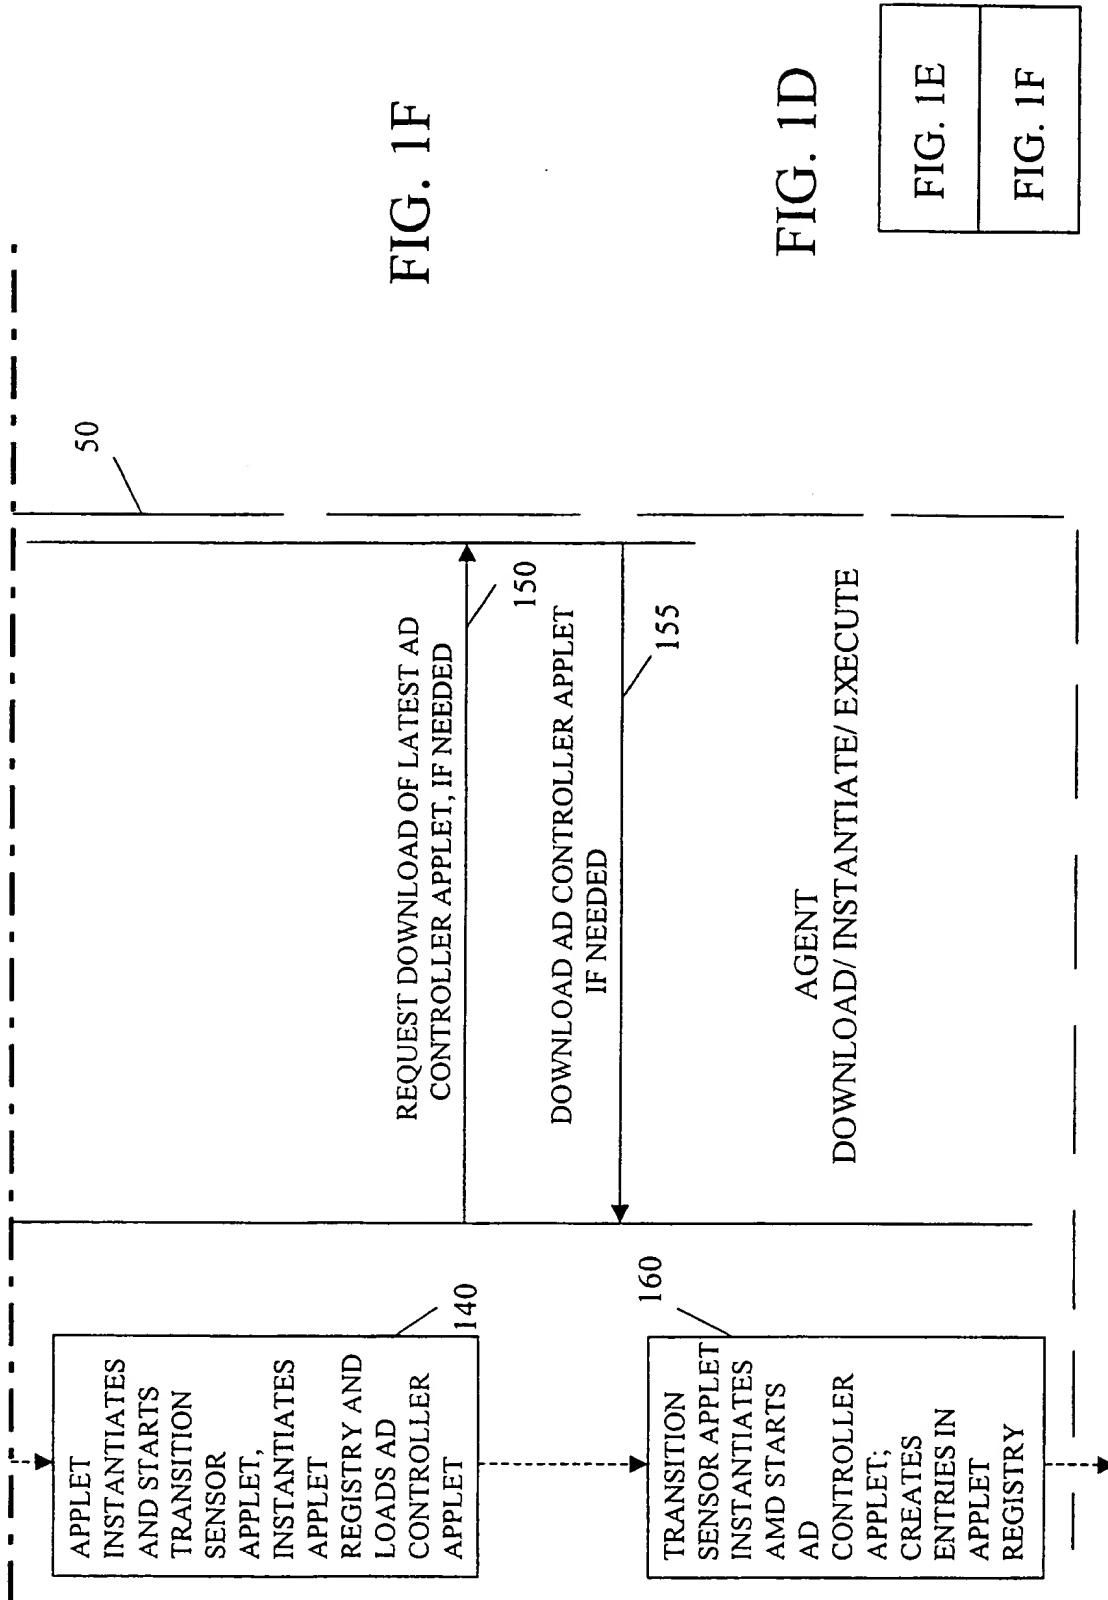 APPLET
INSTANTIATES
AND STARTS
TRANSITION
SENSOR
APPLET,
INSTANTIATES
APPLET
REGISTRY AND
LOADS AD
CONTROLLER
APPLET
140
REQUEST DOWNLOAD OF LATEST AD
CONTROLLER APPLET, IF NEEDED
150
50
DOWNLOAD AD CONTROLLER APPLET
IF NEEDED
155
TRANSITION
SENSOR APPLET
INSTANTIATES
AMD STARTS
AD
CONTROLLER
APPLET;
CREATES
ENTRIES IN
APPLET
REGISTRY
160
AGENT
DOWNLOAD/ INSTANTIATE/ EXECUTE
FIG. 1F
FIG. 1D
FIG. 1E
FIG. 1F